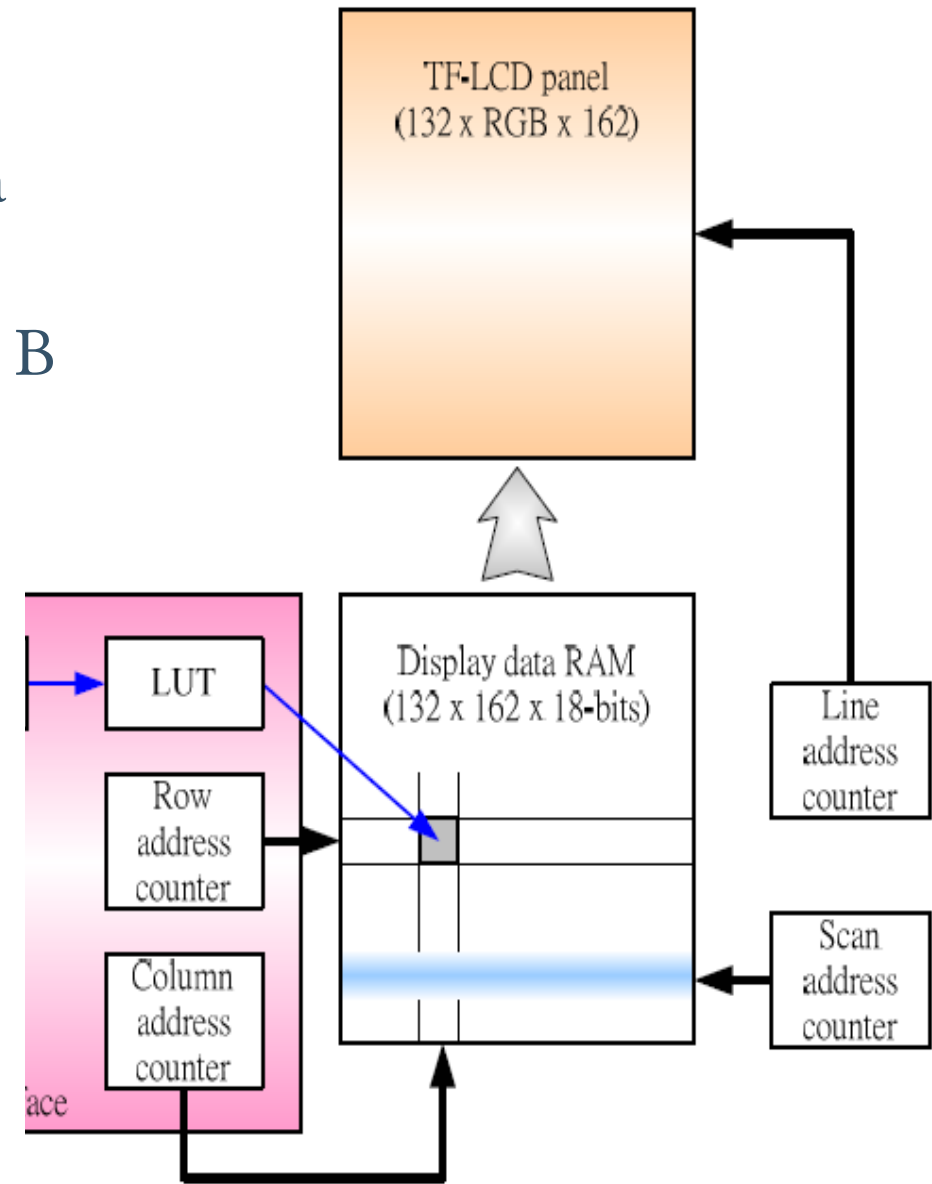 TF-LCD panel
(132 x RGB x 162)
B
LUT
Display data RAM
(132 x 162 x 18-bits)
Line
address
counter
Row
address
counter
Scan
address
counter
Column
address
counter
face